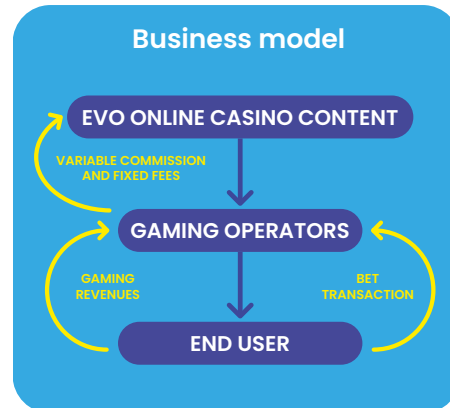 Business model
EVO ONLINE CASINO CONTENT
VARIABLE COMMISSION
AND FIXED FEES
GAMING OPERATORS
GAMING
REVENUES
BET
TRANSACTION
END USER